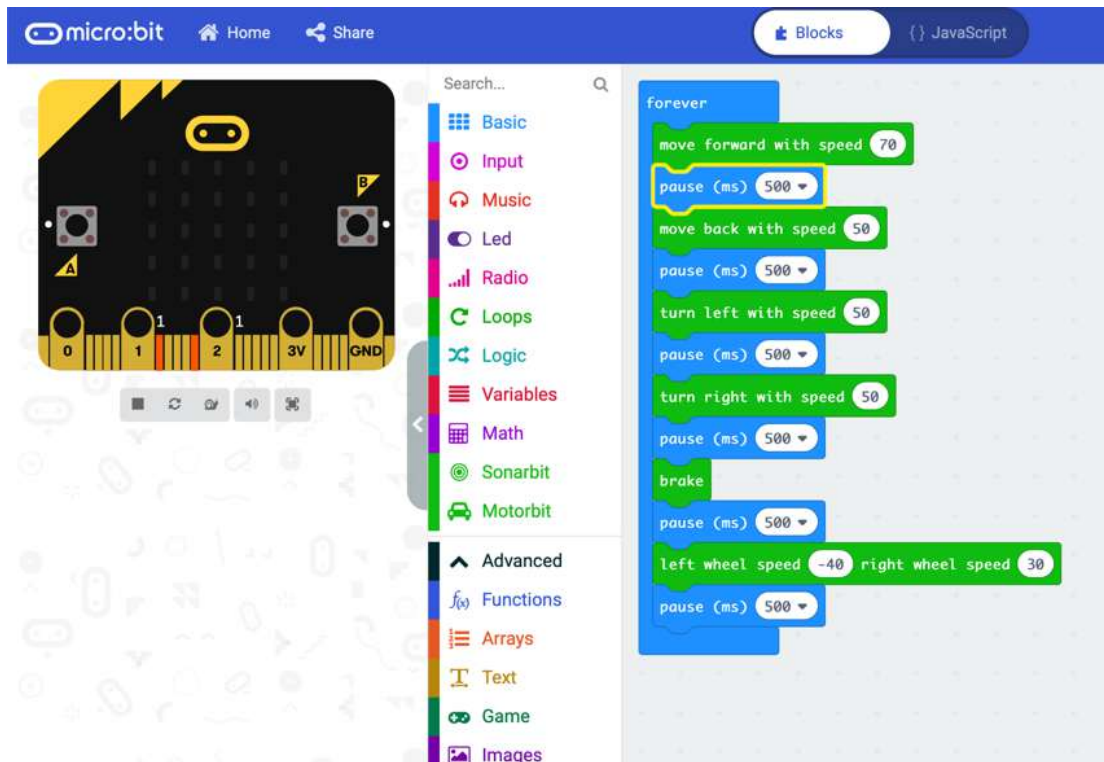 micro:bit Home Share Blocks {} JavaScript
Search...
Basic
Input
Music
Led
Radio
Loops
Logic
Variables
Math
Sonarbit
Motorbit
Advanced
f(x) Functions
Arrays
Text
Game
Images
B
A
1 1
0 1 2 3V GND
forever
move forward with speed 70
pause (ms) 500
move back with speed 50
pause (ms) 500
turn left with speed 50
pause (ms) 500
turn right with speed 50
pause (ms) 500
brake
pause (ms) 500
left wheel speed -40 right wheel speed 30
pause (ms) 500